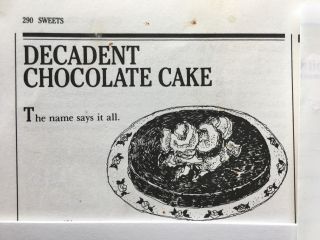 290 SWEETS
DECADENT
CHOCOLATE CAKE
The name says it all.